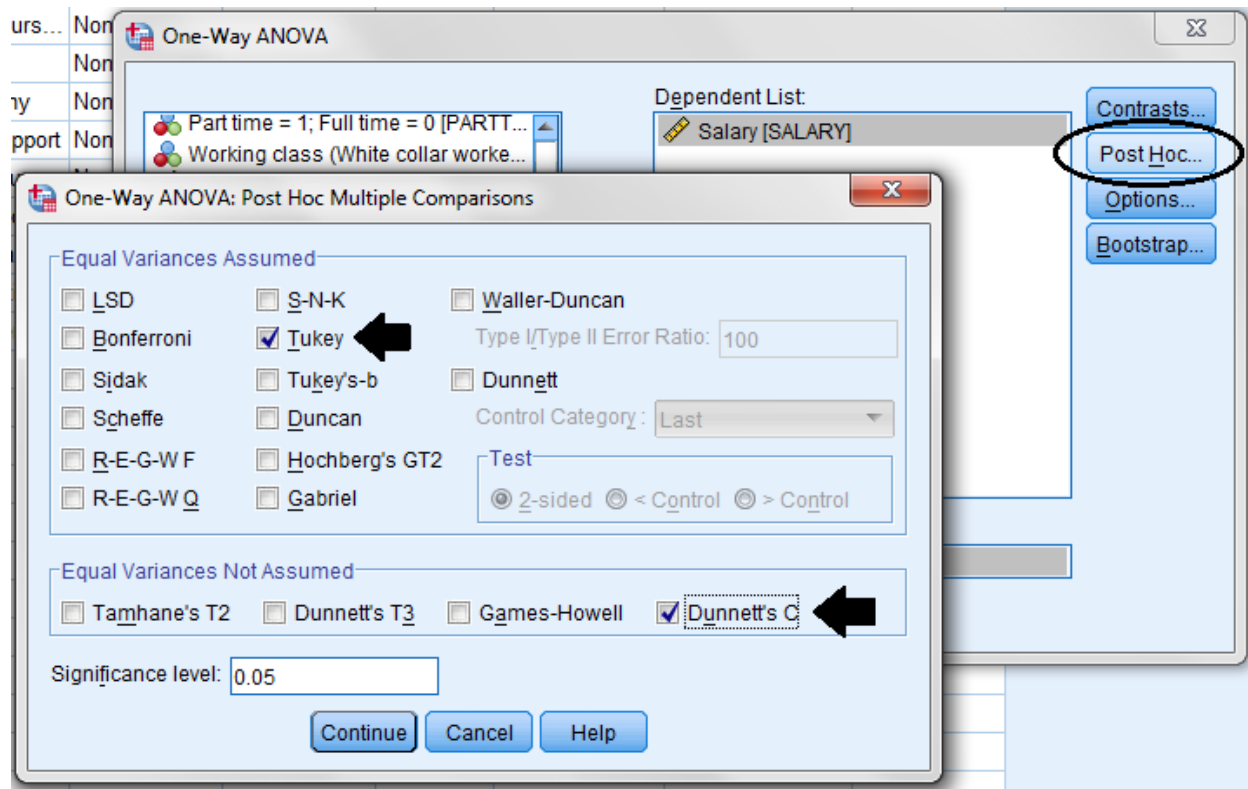 urs... Non
Non
ny Non
pport Non
One-Way ANOVA
Part time = 1; Full time = 0 [PARTT...
Working class (White collar worke...
Dependent List:
Salary [SALARY]
Contrasts...
Post Hoc...
Options...
Bootstrap...
One-Way ANOVA: Post Hoc Multiple Comparisons
Equal Variances Assumed
LSD S-N-K Waller-Duncan
Bonferroni Tukey Type I/Type II Error Ratio: 100
Sidak Tukey's-b Dunnett
Scheffe Duncan Control Category : Last
R-E-G-W F Hochberg's GT2 Test
R-E-G-W Q Gabriel 2-sided < Control > Control
Equal Variances Not Assumed
Tamhane's T2 Dunnett's T3 Games-Howell Dunnett's C
Significance level: 0.05
Continue Cancel Help